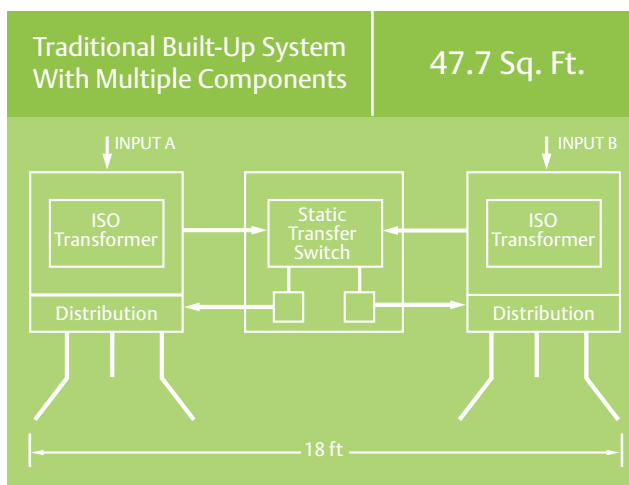 Traditional Built-Up System
With Multiple Components
47.7 Sq. Ft.
INPUT A
INPUT B
ISO
Transformer
Static
Transfer
Switch
ISO
Transformer
Distribution
Distribution
18 ft